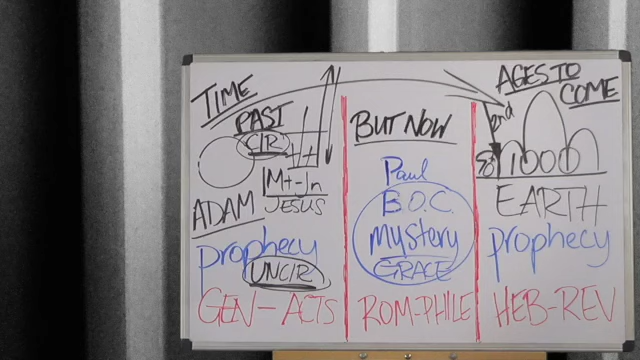 TIME
PAST
CIR
Mt-Jn
JESUS
ADAM
prophecy
UNCIR
GEN-ACTS
BUT NOW
Paul
B.O.C.
mystery
GRACE
ROM-PHILE
AGES TO
COME
2nd
EARTH
prophecy
HEB-REV